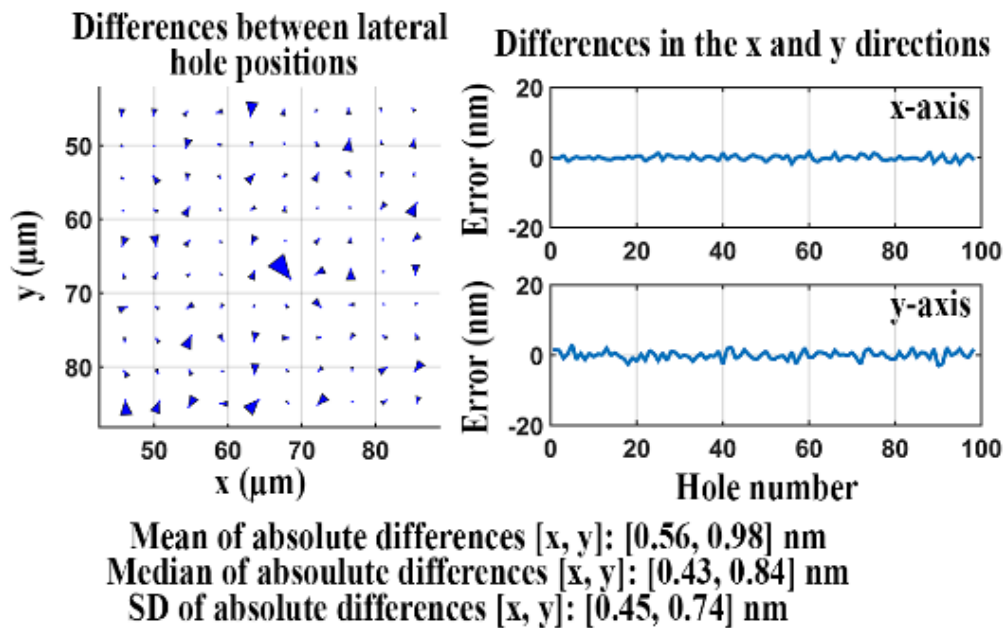 Differences between lateral
hole positions
50
60
70
80
y (μm)
50 60 70 80
x (μm)
Differences in the x and y directions
20
0
-20
Error (nm)
x-axis
0 20 40 60 80 100
20
0
-20
Error (nm)
y-axis
0 20 40 60 80 100
Hole number
Mean of absolute differences [x, y]: [0.56, 0.98] nm
Median of absoulute differences [x, y]: [0.43, 0.84] nm
SD of absolute differences [x, y]: [0.45, 0.74] nm